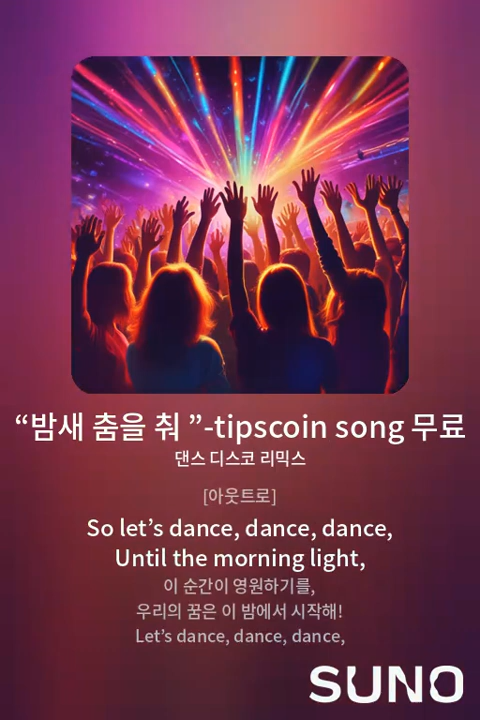 “밤새 춤을 춰 ”-tipscoin song 무료
댄스 디스코 리믹스
[아웃트로]
So let’s dance, dance, dance,
Until the morning light,
이 순간이 영원하기를,
우리의 꿈은 이 밤에서 시작해!
Let’s dance, dance, dance,
SUNO